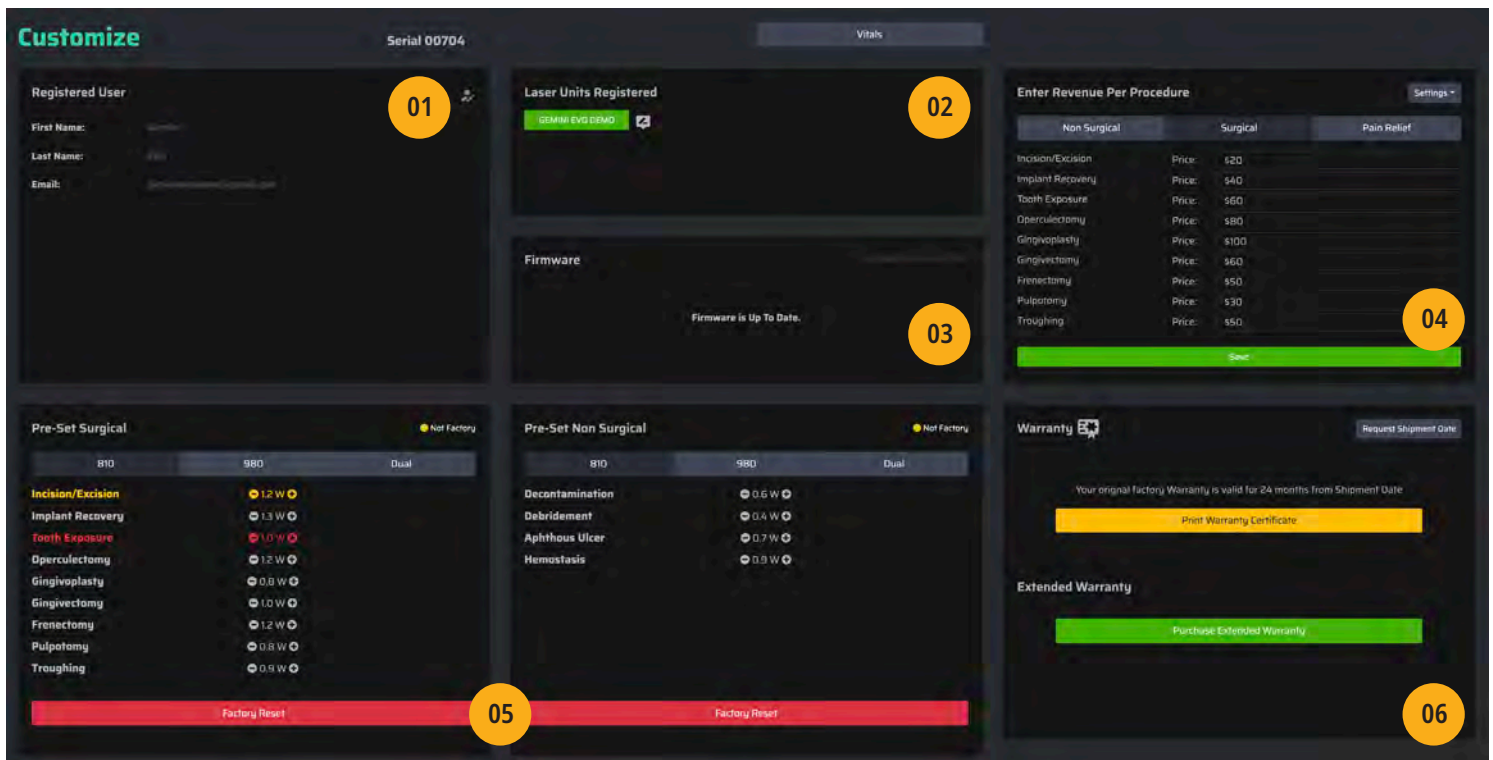 Customize
Serial 00704
Vitals
Registered User
01
First Name:
Last Name:
Email:
Laser Units Registered
02
GEMINI EVO DEMO
Firmware
Firmware is Up To Date.
03
Enter Revenue Per Procedure
Settings
Non Surgical Surgical Pain Relief
Incision/Excision Price: $20
Implant Recovery Price: $40
Tooth Exposure Price: $60
Operculectomy Price: $80
Gingivoplasty Price: $100
Gingivectomy Price: $60
Frenectomy Price: $50
Pulpotomy Price: $30
Troughing Price: $50
04
Save
Pre-Set Surgical
Not Factory
810 980 Dual
Incision/Excision 1.2 W
Implant Recovery 1.3 W
Tooth Exposure 1.0 W
Operculectomy 1.2 W
Gingivoplasty 0.8 W
Gingivectomy 1.0 W
Frenectomy 1.2 W
Pulpotomy 0.8 W
Troughing 0.9 W
Factory Reset
05
Pre-Set Non Surgical
Not Factory
810 980 Dual
Decontamination 0.6 W
Debridement 0.4 W
Aphthous Ulcer 0.7 W
Hemostasis 0.9 W
Factory Reset
Warranty
Request Shipment Date
Your orignal factory Warranty is valid for 24 months from Shipment Date
Print Warranty Certificate
Extended Warranty
Purchase Extended Warranty
06